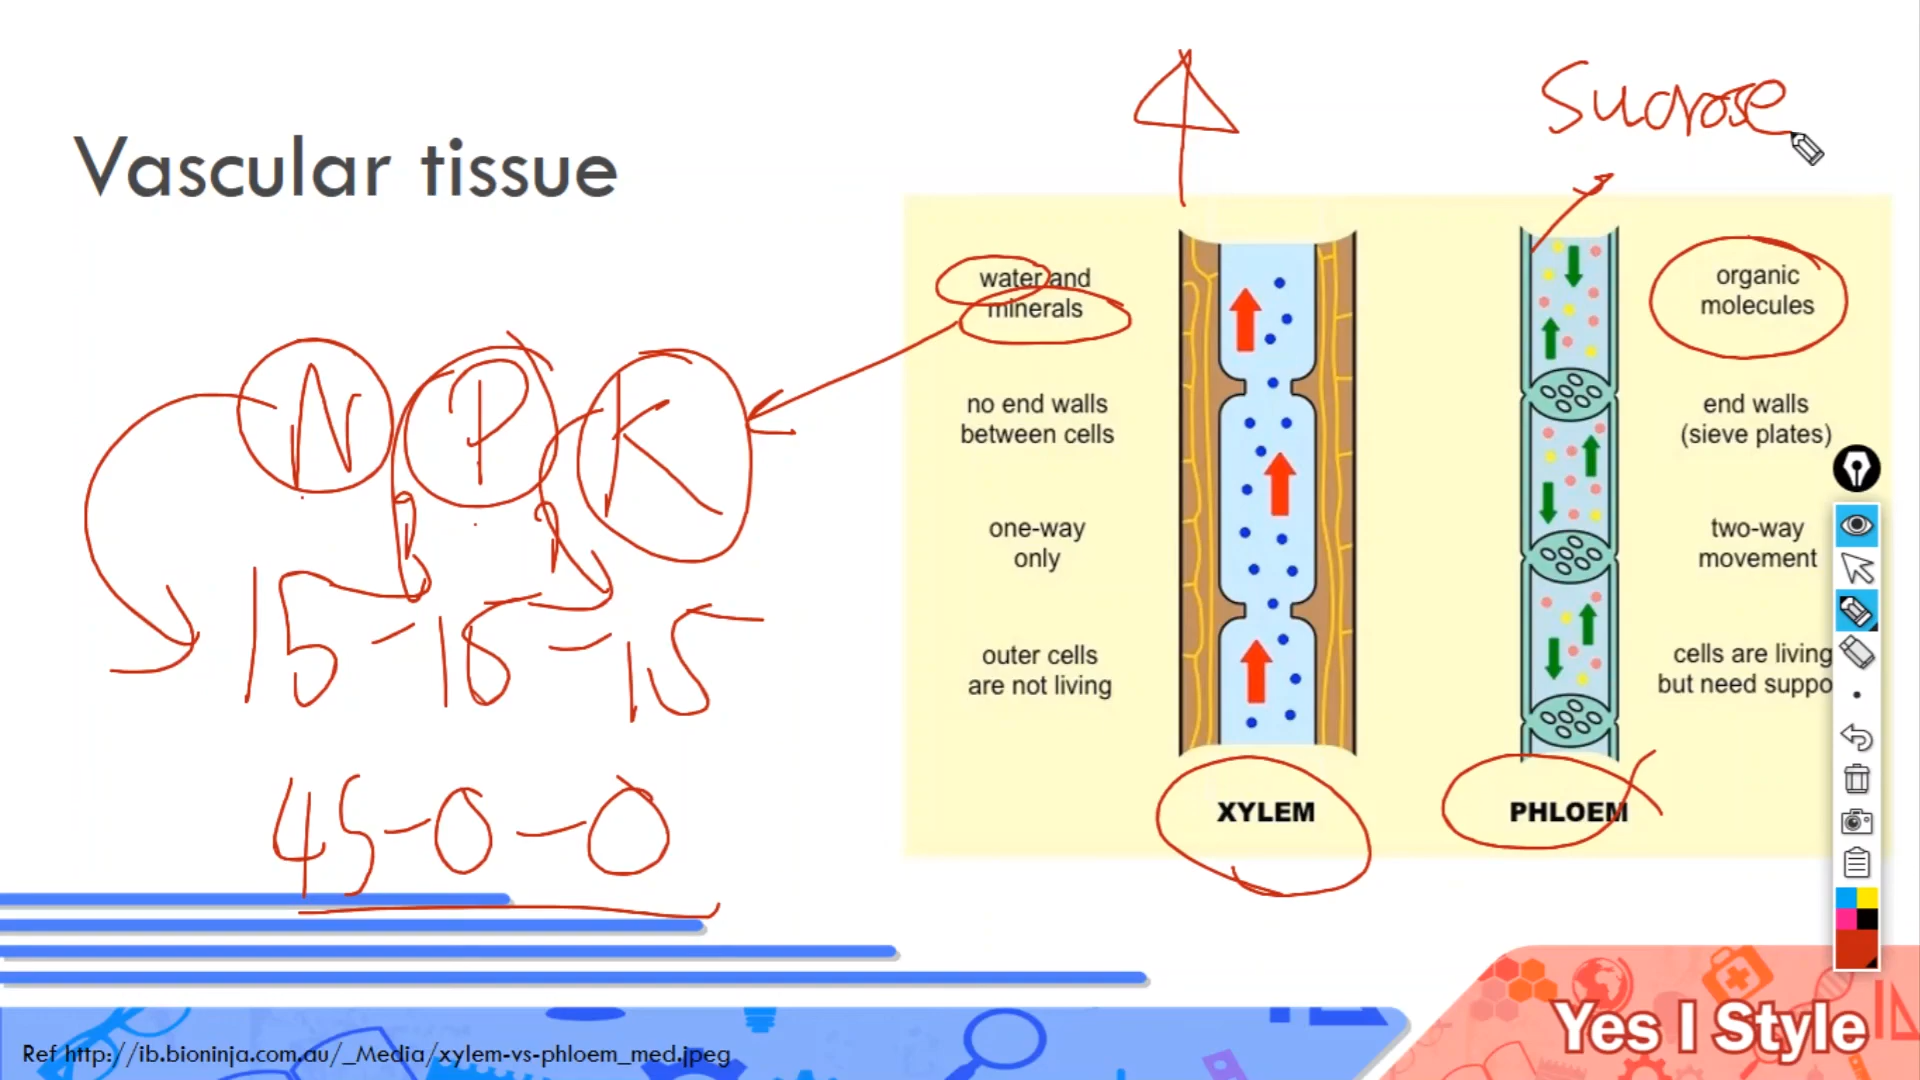 Sucrose
Vascular tissue
water and
minerals
organic
molecules
N P K
no end walls
between cells
end walls
(sieve plates)
one-way
only
two-way
movement
15-15-15
outer cells
are not living
cells are living
but need suppo
45-0-0
XYLEM
PHLOEM
Yes I Style
Ref http://ib.bioninja.com.au/_Media/xylem-vs-phloem_med.jpeg